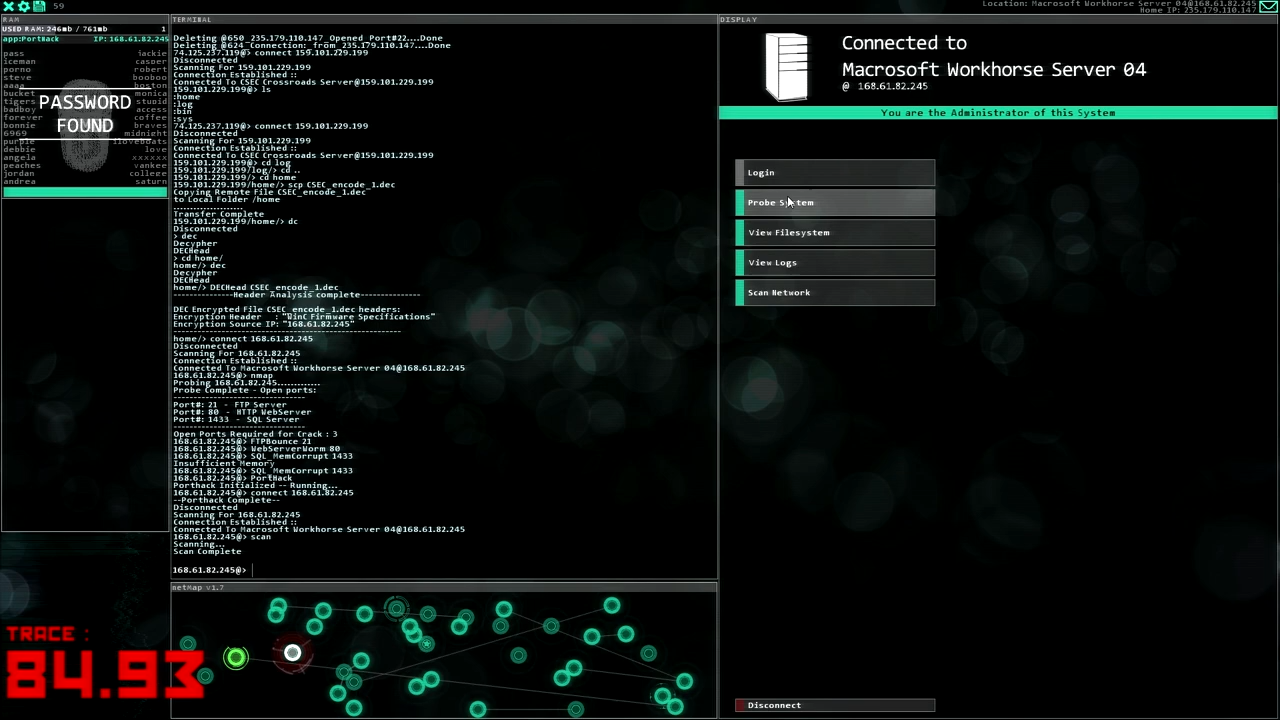 59
Location: Macrosoft Workhorse Server 04@168.61.82.245
Home IP: 235.179.110.147
RAM
USED RAM: 246mb / 761mb 1
app:PortHack IP:168.61.82.245
pass jackie
iceman casper
porno robert
steve booboo
aaaa boston
bucket monica
tigers stupid
badboy access
forever coffee
bonnie braves
6969 midnight
purple iloveboats
debbie love
angela xxxxxx
peaches yankee
jordan college
andrea saturn
PASSWORD
FOUND
TERMINAL
Deleting @650_235.179.110.147_Opened_Port#22....Done
Deleting @624_Connection:_from_235.179.110.147....Done
74.125.237.119@> connect 159.101.229.199
Disconnected
Scanning For 159.101.229.199
Connection Established ::
Connected To CSEC Crossroads Server@159.101.229.199
159.101.229.199@> ls
:home
:log
:bin
:sys
74.125.237.119@> connect 159.101.229.199
Disconnected
Scanning For 159.101.229.199
Connection Established ::
Connected To CSEC Crossroads Server@159.101.229.199
159.101.229.199@> cd log
159.101.229.199/log/> cd ..
159.101.229.199/> cd home
159.101.229.199/home/> scp CSEC_encode_1.dec
Copying Remote File CSEC_encode_1.dec
to Local Folder /home
..................
Transfer Complete
159.101.229.199/home/> dc
Disconnected
> dec
Decypher
DECHead
> cd home/
home/> dec
Decypher
DECHead
home/> DECHead CSEC_encode_1.dec
---------------Header Analysis complete---------------
DEC Encrypted File CSEC_encode_1.dec headers:
Encryption Header : "WinC Firmware Specifications"
Encryption Source IP: "168.61.82.245"
---------------------------------------------------------
home/> connect 168.61.82.245
Disconnected
Scanning For 168.61.82.245
Connection Established ::
Connected To Macrosoft Workhorse Server 04@168.61.82.245
168.61.82.245@> nmap
Probing 168.61.82.245.............
Probe Complete - Open ports:
---------------------------------
Port#: 21 - FTP Server
Port#: 80 - HTTP WebServer
Port#: 1433 - SQL Server
---------------------------------
Open Ports Required for Crack : 3
168.61.82.245@> FTPBounce 21
168.61.82.245@> WebServerWorm 80
168.61.82.245@> SQL_MemCorrupt 1433
Insufficient Memory
168.61.82.245@> SQL_MemCorrupt 1433
168.61.82.245@> PortHack
Porthack Initialized -- Running...
168.61.82.245@> connect 168.61.82.245
--Porthack Complete--
Disconnected
Scanning For 168.61.82.245
Connection Established ::
Connected To Macrosoft Workhorse Server 04@168.61.82.245
168.61.82.245@> scan
Scanning...
Scan Complete
168.61.82.245@>
netMap v1.7
TRACE :
84.93
DISPLAY
Connected to
Macrosoft Workhorse Server 04
@ 168.61.82.245
You are the Administrator of this System
Login
Probe System
View Filesystem
View Logs
Scan Network
Disconnect